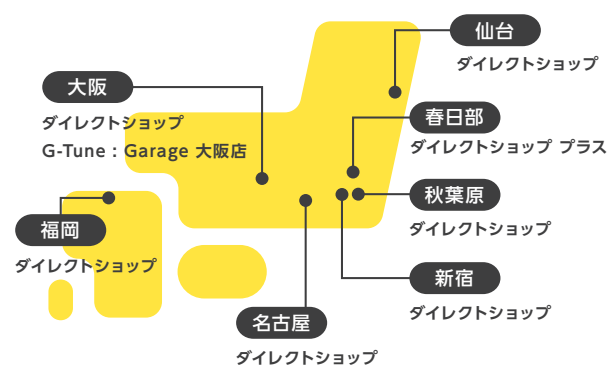 仙台
ダイレクトショップ
大阪
ダイレクトショップ
G-Tune : Garage 大阪店
春日部
ダイレクトショップ プラス
秋葉原
ダイレクトショップ
福岡
ダイレクトショップ
新宿
ダイレクトショップ
名古屋
ダイレクトショップ